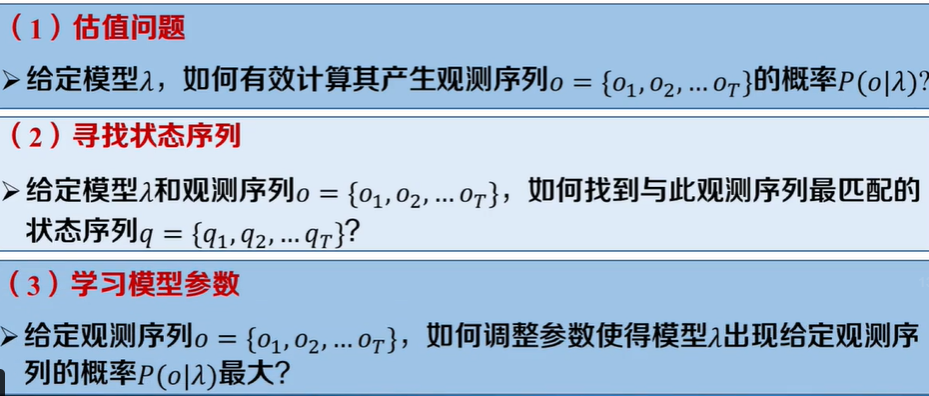 （1）估值问题
➢给定模型λ，如何有效计算其产生观测序列o = {o₁, o₂, … o_T}的概率P(o|λ)?
（2）寻找状态序列
➢给定模型λ和观测序列o = {o₁, o₂, … o_T}，如何找到与此观测序列最匹配的
状态序列q = {q₁, q₂, … q_T}?
（3）学习模型参数
➢给定观测序列o = {o₁, o₂, … o_T}，如何调整参数使得模型λ出现给定观测序
列的概率P(o|λ)最大?